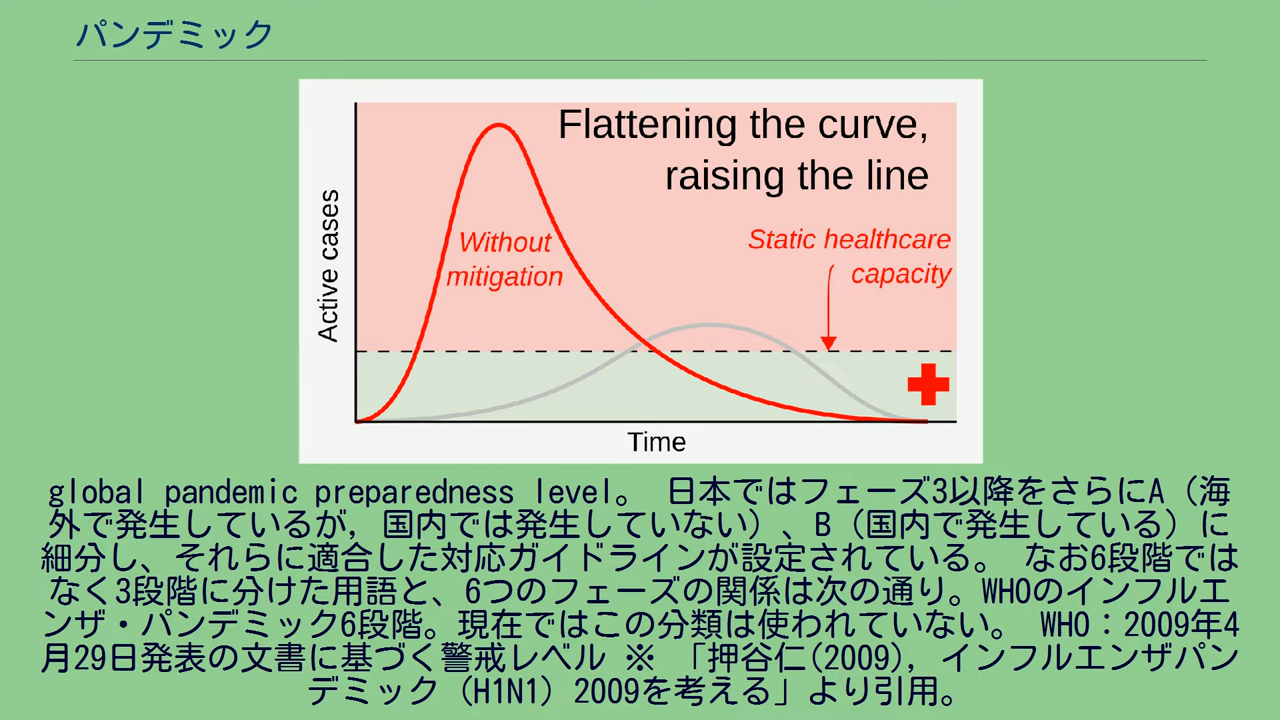 パンデミック
Flattening the curve,
raising the line
Without
mitigation
Static healthcare
capacity
Active cases
Time
global pandemic preparedness level。 日本ではフェーズ3以降をさらにA（海
外で発生しているが，国内では発生していない）、B（国内で発生している）に
細分し、それらに適合した対応ガイドラインが設定されている。 なお6段階では
なく3段階に分けた用語と、6つのフェーズの関係は次の通り。WHOのインフルエ
ンザ・パンデミック6段階。現在ではこの分類は使われていない。 WHO：2009年4
月29日発表の文書に基づく警戒レベル ※ 「押谷仁(2009)，インフルエンザパン
デミック（H1N1）2009を考える」より引用。